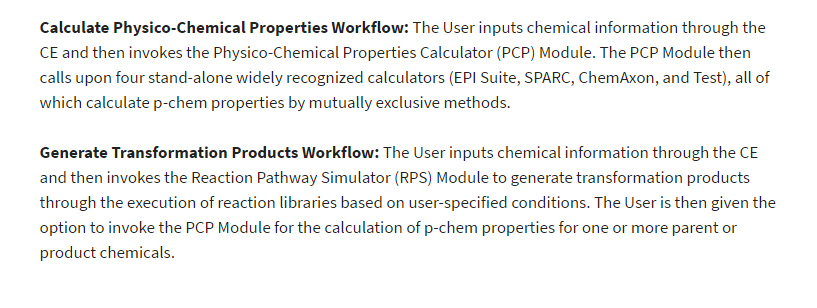 Calculate Physico-Chemical Properties Workflow: The User inputs chemical information through the
CE and then invokes the Physico-Chemical Properties Calculator (PCP) Module. The PCP Module then
calls upon four stand-alone widely recognized calculators (EPI Suite, SPARC, ChemAxon, and Test), all of
which calculate p-chem properties by mutually exclusive methods.
Generate Transformation Products Workflow: The User inputs chemical information through the CE
and then invokes the Reaction Pathway Simulator (RPS) Module to generate transformation products
through the execution of reaction libraries based on user-specified conditions. The User is then given the
option to invoke the PCP Module for the calculation of p-chem properties for one or more parent or
product chemicals.